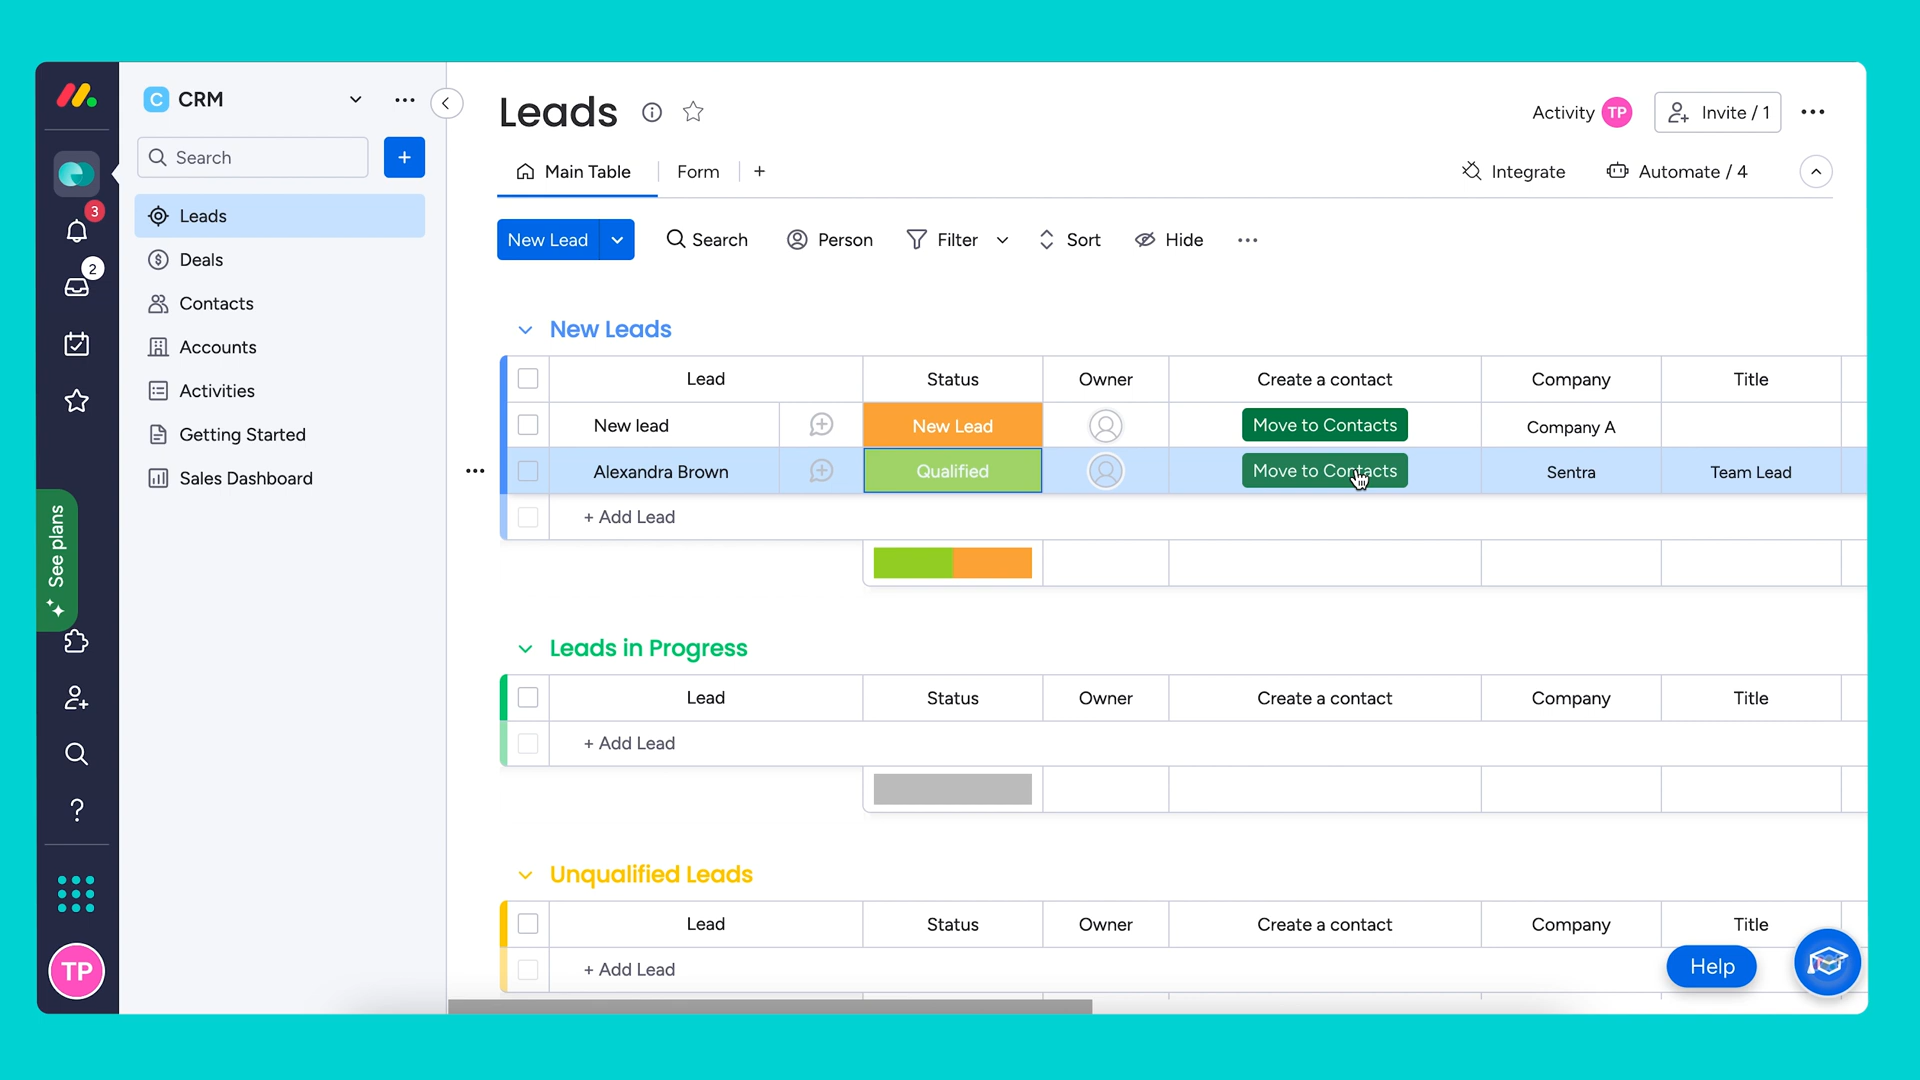 C CRM
Search
+
Leads
Deals
Contacts
Accounts
Activities
Getting Started
Sales Dashboard
3
2
See plans
?
TP
Leads
Activity TP
Invite / 1
Main Table
Form
+
Integrate
Automate / 4
New Lead
Search
Person
Filter
Sort
Hide
New Leads
Lead Status Owner Create a contact Company Title
New lead New Lead Move to Contacts Company A
Alexandra Brown Qualified Move to Contacts Sentra Team Lead
+ Add Lead
Leads in Progress
Lead Status Owner Create a contact Company Title
+ Add Lead
Unqualified Leads
Lead Status Owner Create a contact Company Title
+ Add Lead
Help